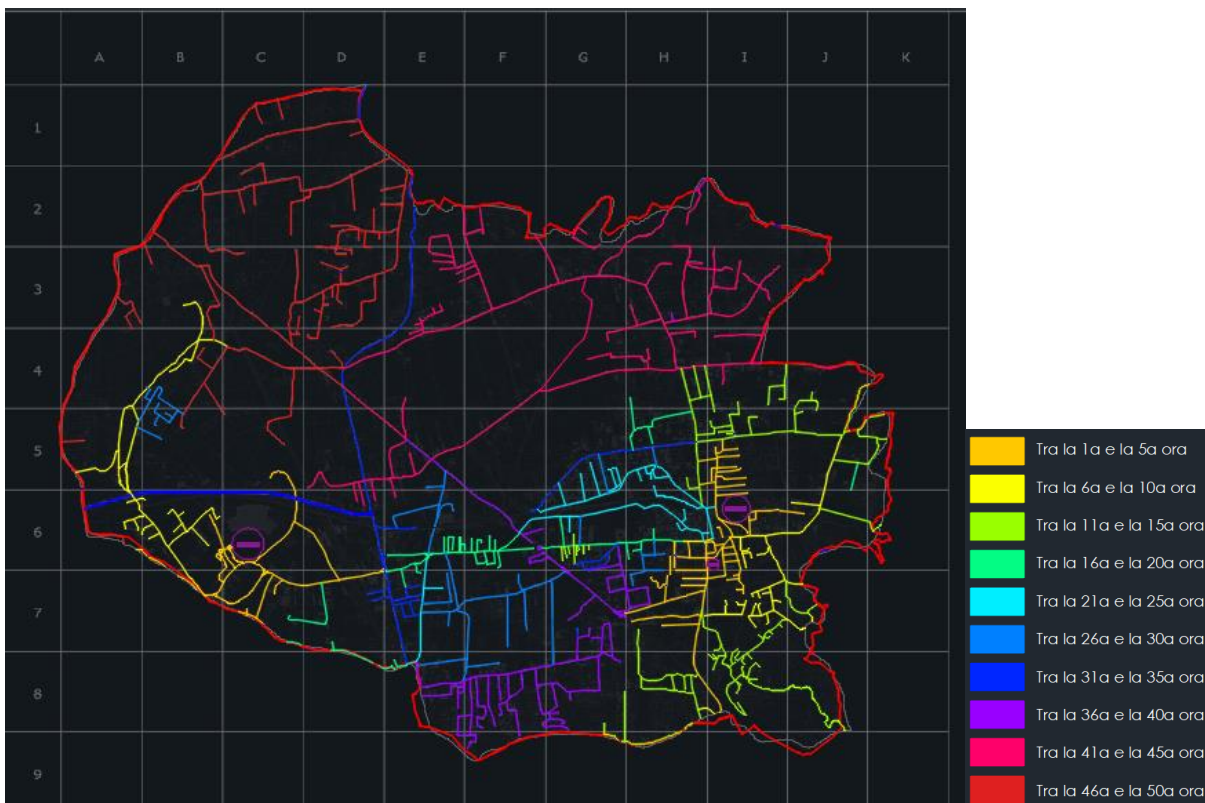 A B C D E F G H I J K
1
2
3
4
5
6
7
8
9
Tra la 1a e la 5a ora
Tra la 6a e la 10a ora
Tra la 11a e la 15a ora
Tra la 16a e la 20a ora
Tra la 21a e la 25a ora
Tra la 26a e la 30a ora
Tra la 31a e la 35a ora
Tra la 36a e la 40a ora
Tra la 41a e la 45a ora
Tra la 46a e la 50a ora